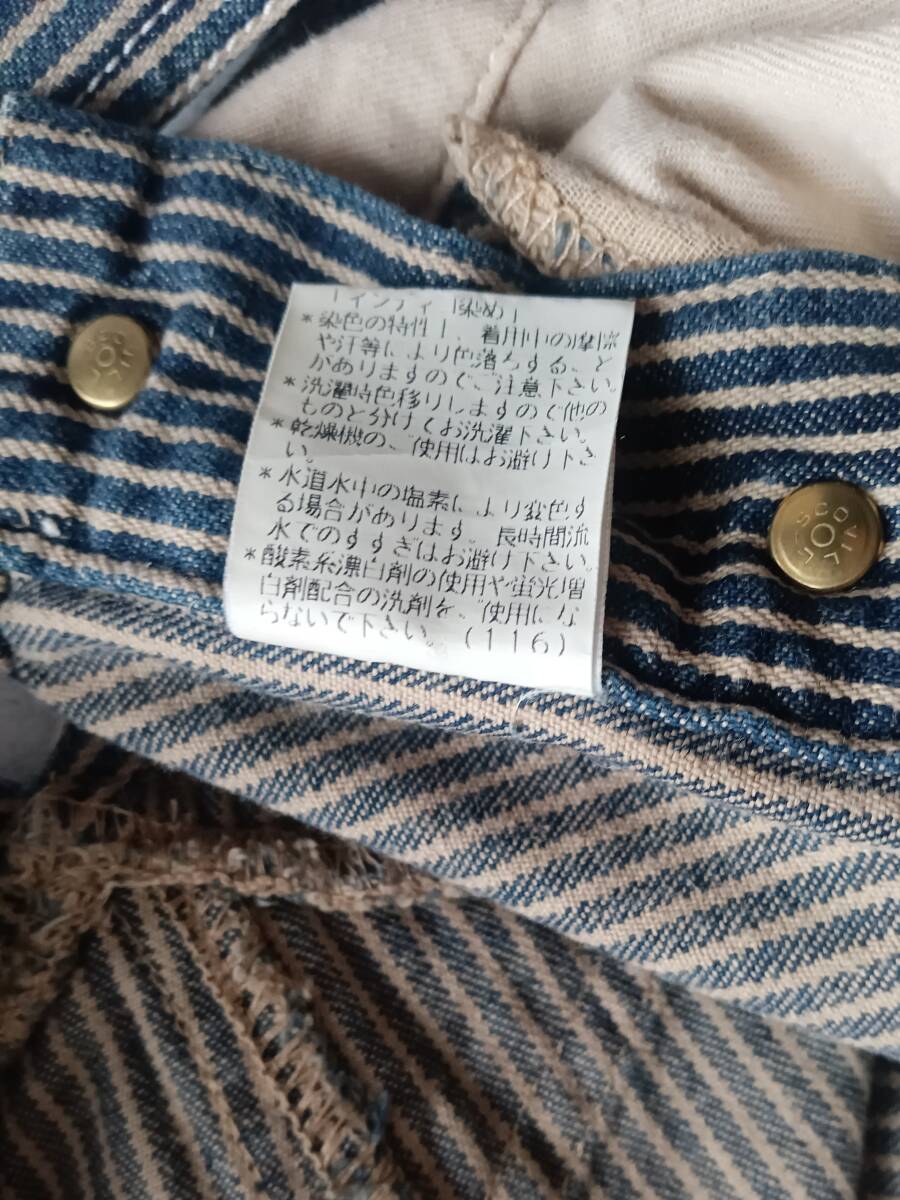 「インディ 染め」
*染色の特性上、着用中の摩擦
や汗等により色落ちすること
がありますので、ご注意下さい。
*洗濯時色移りしますので他の
ものと分けてお洗濯下さい。
*乾燥機のご使用はお避け下さ
い。
*水道水中の塩素により変色す
る場合があります。長時間流
水でのすすぎはお避け下さい。
*酸素系漂白剤の使用や蛍光増
白剤配合の洗剤をご使用にな
らないで下さい。(116)
SCOVILL
SCOVILL